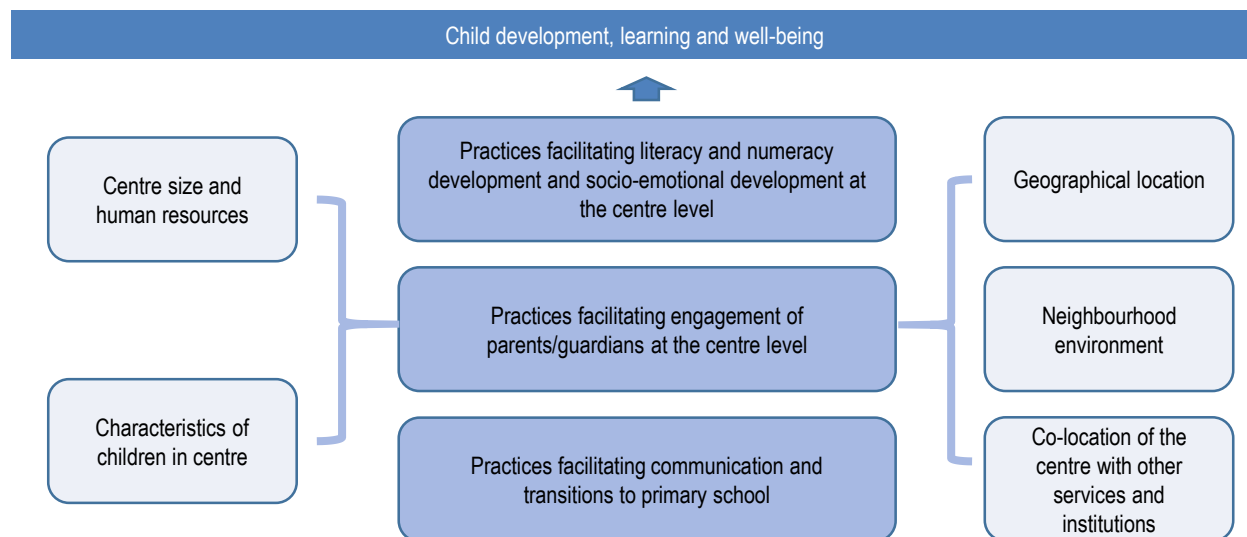 Child development, learning and well-being
Centre size and
human resources
Characteristics of
children in centre
Practices facilitating literacy and numeracy
development and socio-emotional development at
the centre level
Practices facilitating engagement of
parents/guardians at the centre level
Practices facilitating communication and
transitions to primary school
Geographical location
Neighbourhood
environment
Co-location of the
centre with other
services and
institutions